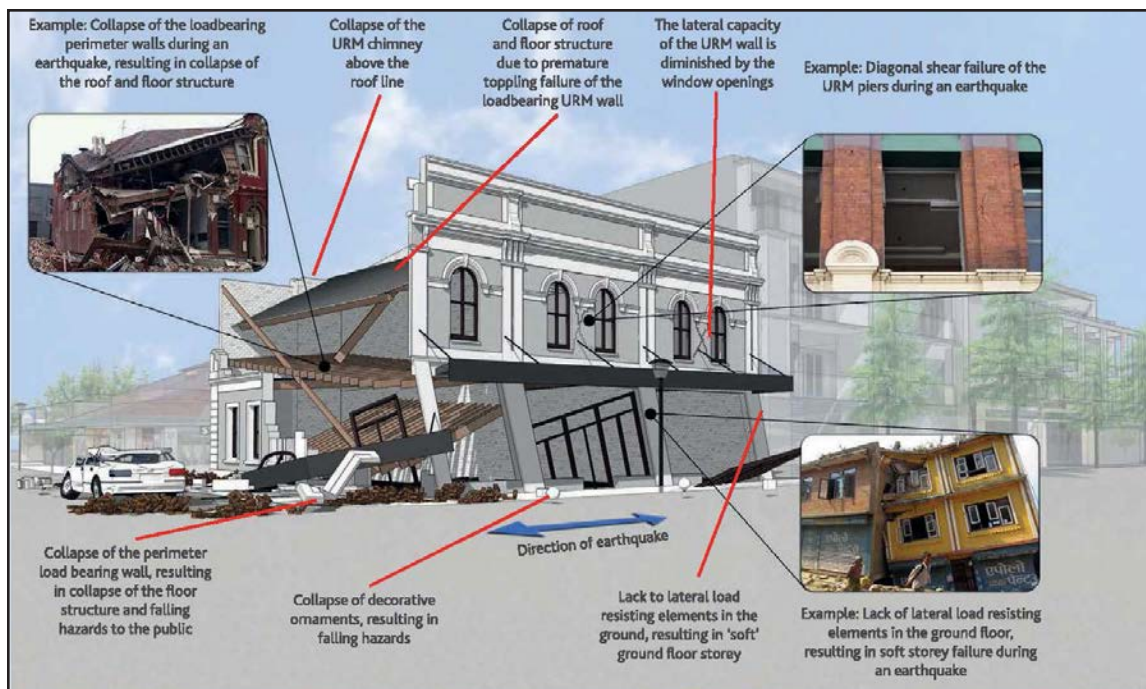 Example: Collapse of the loadbearing
perimeter walls during an
earthquake, resulting in collapse of
the roof and floor structure
Collapse of the
URM chimney
above the
roof line
Collapse of roof
and floor structure
due to premature
toppling failure of the
loadbearing URM wall
The lateral capacity
of the URM wall is
diminished by the
window openings
Example: Diagonal shear failure of the
URM piers during an earthquake
Direction of earthquake
Collapse of the perimeter
load bearing wall, resulting
in collapse of the floor
structure and falling
hazards to the public
Collapse of decorative
ornaments, resulting in
falling hazards
Lack to lateral load
resisting elements in the
ground, resulting in ‘soft’
ground floor storey
एपोलो
Example: Lack of lateral load resisting
elements in the ground floor,
resulting in soft storey failure during
an earthquake